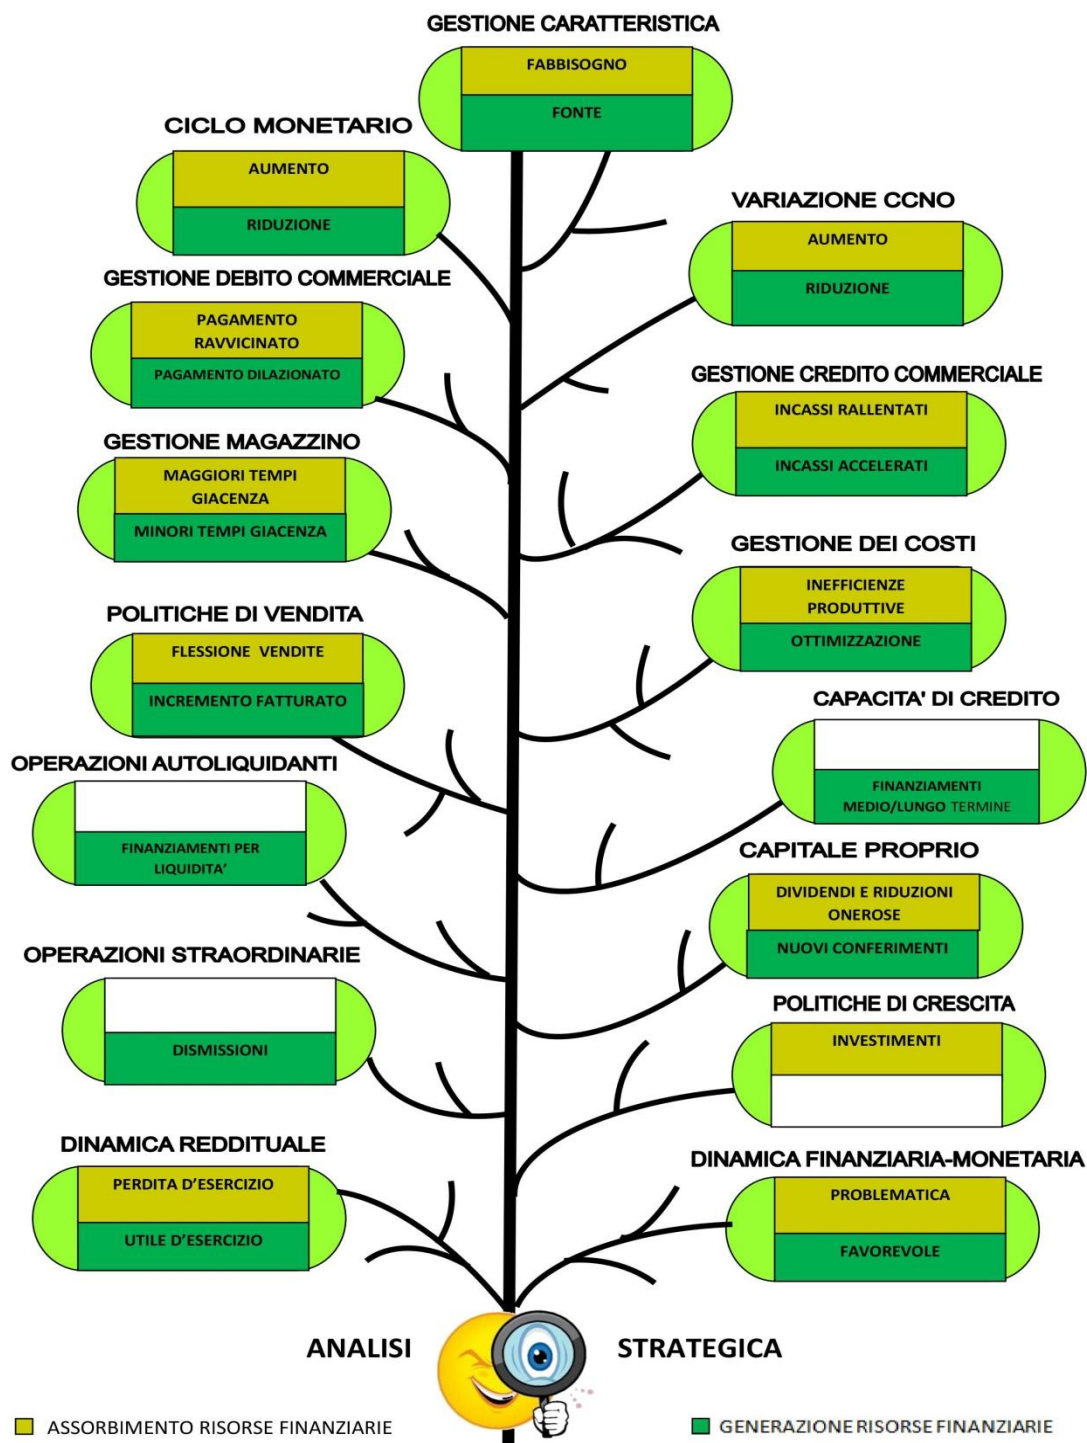 GESTIONE CARATTERISTICA
FABBISOGNO
FONTE
CICLO MONETARIO
AUMENTO
RIDUZIONE
VARIAZIONE CCNO
AUMENTO
RIDUZIONE
GESTIONE DEBITO COMMERCIALE
PAGAMENTO
RAVVICINATO
PAGAMENTO DILAZIONATO
GESTIONE CREDITO COMMERCIALE
INCASSI RALLENTATI
INCASSI ACCELERATI
GESTIONE MAGAZZINO
MAGGIORI TEMPI
GIACENZA
MINORI TEMPI GIACENZA
GESTIONE DEI COSTI
INEFFICIENZE
PRODUTTIVE
OTTIMIZZAZIONE
POLITICHE DI VENDITA
FLESSIONE VENDITE
INCREMENTO FATTURATO
CAPACITA' DI CREDITO
FINANZIAMENTI
MEDIO/LUNGO TERMINE
OPERAZIONI AUTOLIQUIDANTI
FINANZIAMENTI PER
LIQUIDITA’
CAPITALE PROPRIO
DIVIDENDI E RIDUZIONI
ONEROSE
NUOVI CONFERIMENTI
OPERAZIONI STRAORDINARIE
DISMISSIONI
POLITICHE DI CRESCITA
INVESTIMENTI
DINAMICA REDDITUALE
PERDITA D’ESERCIZIO
UTILE D’ESERCIZIO
DINAMICA FINANZIARIA-MONETARIA
PROBLEMATICA
FAVOREVOLE
ANALISI STRATEGICA
ASSORBIMENTO RISORSE FINANZIARIE
GENERAZIONE RISORSE FINANZIARIE